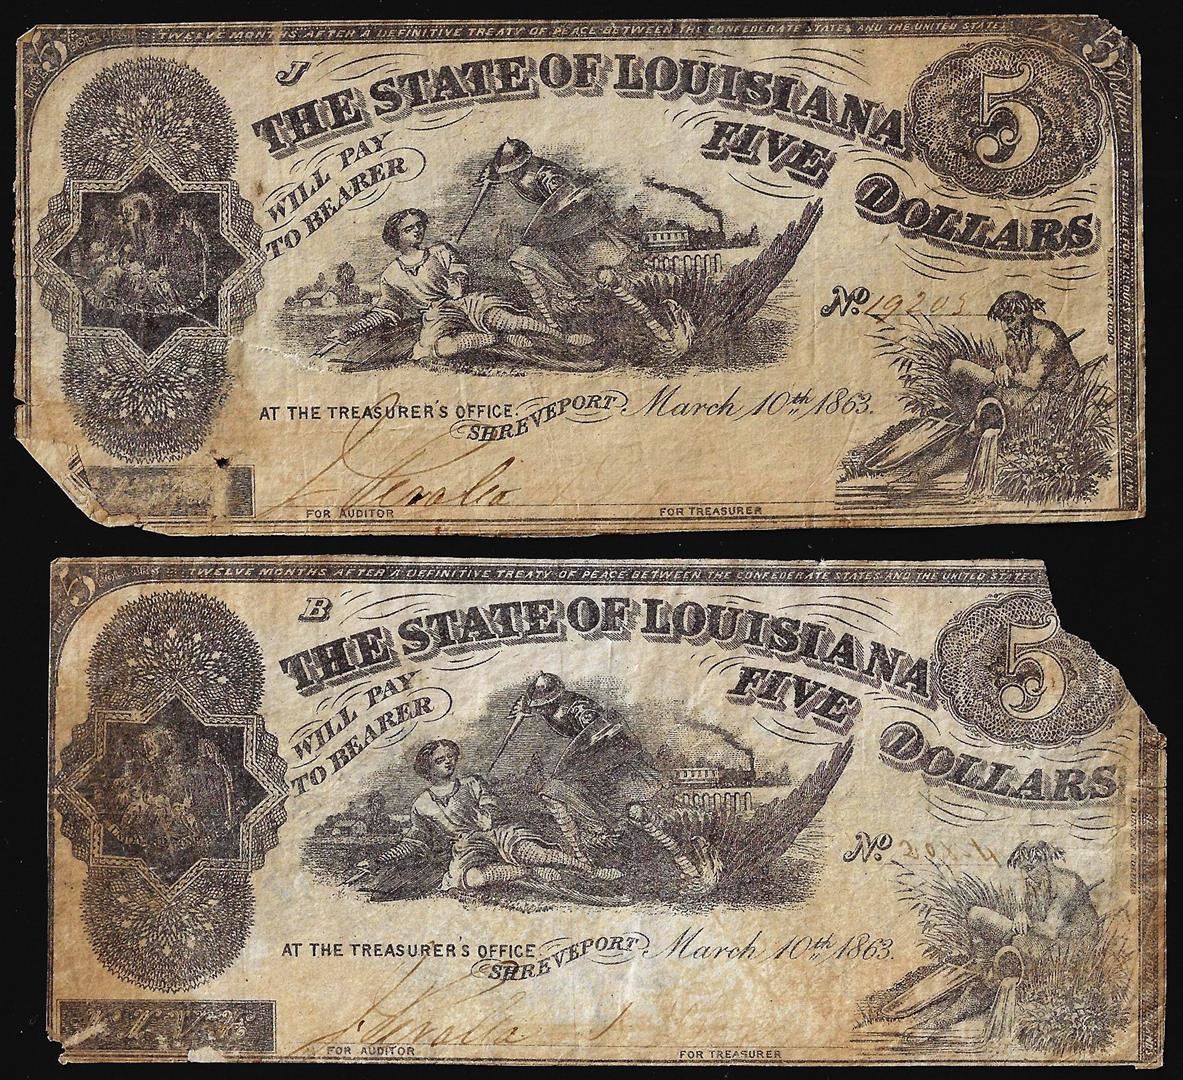 5 TWELVE MONTHS AFTER A DEFINITIVE TREATY OF PEACE BETWEEN THE CONFEDERATE STATES AND THE UNITED STATES 5
J
THE STATE OF LOUISIANA
5
WILL PAY
TO BEARER
FIVE
DOLLARS
No. 19205
AT THE TREASURER'S OFFICE. SHREVEPORT March 10th 1863.
FOR AUDITOR
FOR TREASURER
5 TWELVE MONTHS AFTER A DEFINITIVE TREATY OF PEACE BETWEEN THE CONFEDERATE STATES AND THE UNITED STATES
B
THE STATE OF LOUISIANA
5
WILL PAY
TO BEARER
FIVE
DOLLARS
No.
AT THE TREASURER'S OFFICE SHREVEPORT March 10th 1863.
FOR AUDITOR
FOR TREASURER